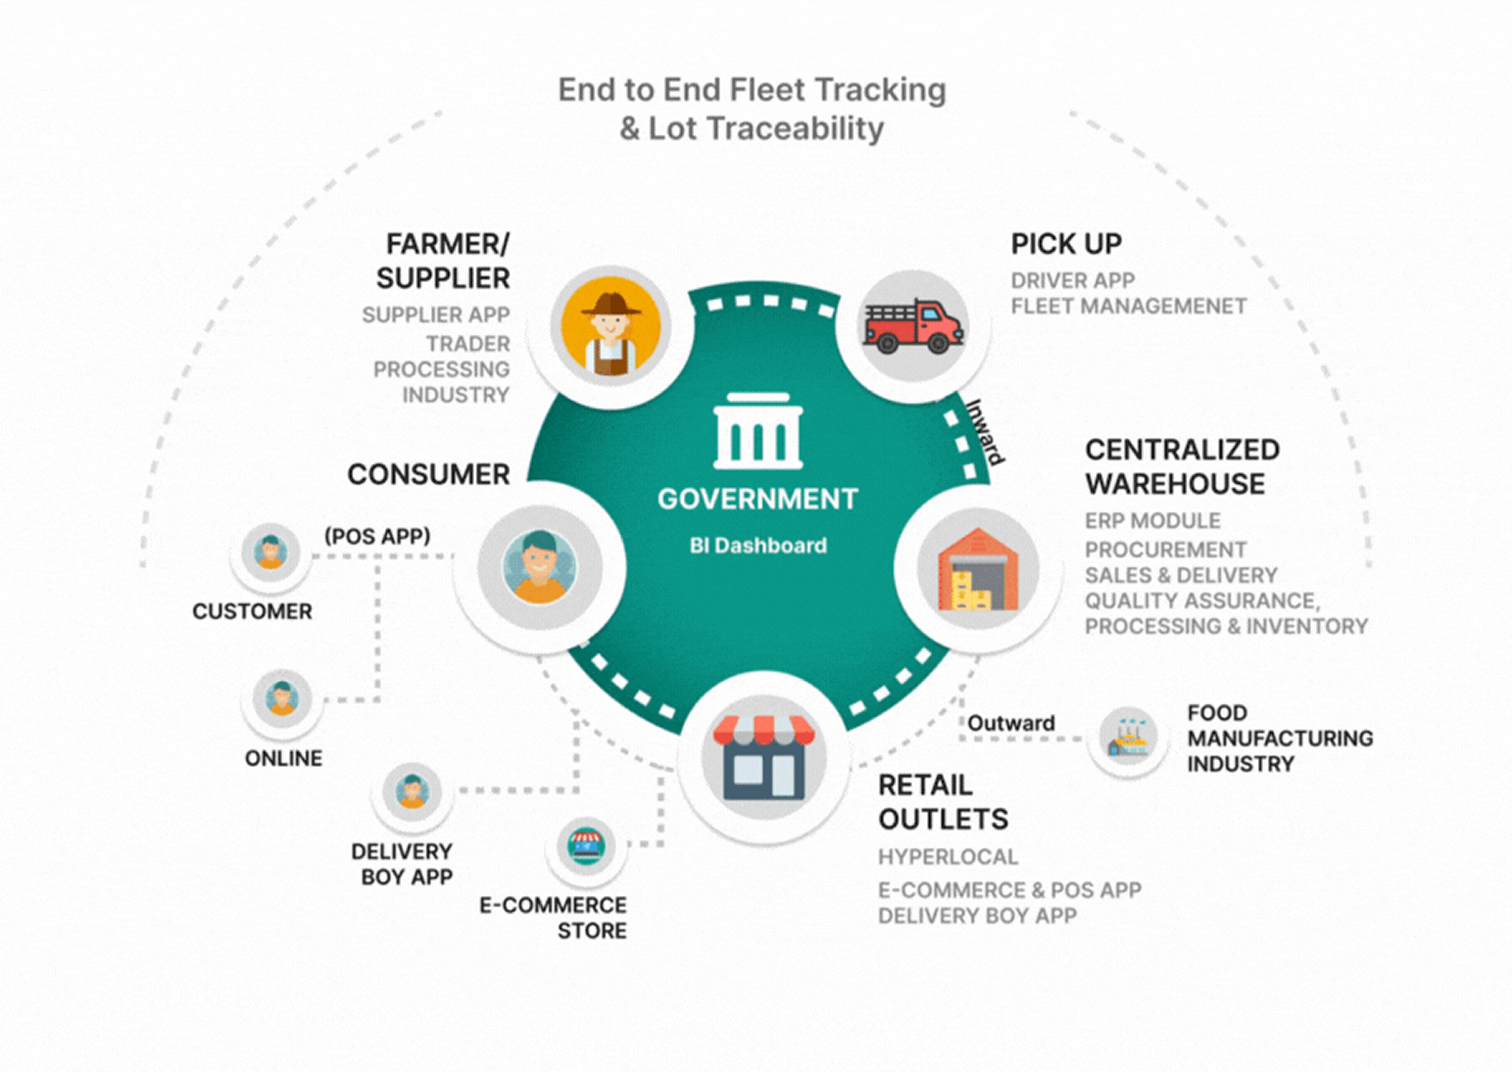 End to End Fleet Tracking
& Lot Traceability
FARMER/
SUPPLIER
SUPPLIER APP
TRADER
PROCESSING
INDUSTRY
PICK UP
DRIVER APP
FLEET MANAGEMENET
Inward
GOVERNMENT
BI Dashboard
CENTRALIZED
WAREHOUSE
ERP MODULE
PROCUREMENT
SALES & DELIVERY
QUALITY ASSURANCE,
PROCESSING & INVENTORY
CONSUMER
(POS APP)
CUSTOMER
ONLINE
DELIVERY
BOY APP
E-COMMERCE
STORE
RETAIL
OUTLETS
HYPERLOCAL
E-COMMERCE & POS APP
DELIVERY BOY APP
Outward
FOOD
MANUFACTURING
INDUSTRY